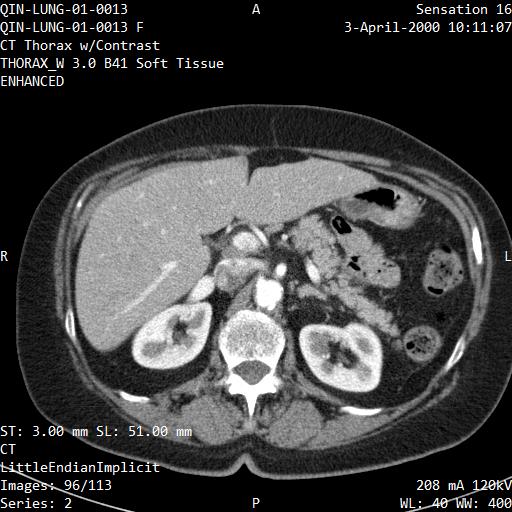 QIN-LUNG-01-0013
A
Sensation 16
QIN-LUNG-01-0013 F
3-April-2000 10:11:07
CT Thorax w/Contrast
THORAX_W 3.0 B41 Soft Tissue
ENHANCED
R
L
ST: 3.00 mm SL: 51.00 mm
CT
LittleEndianImplicit
Images: 96/113
208 mA 120kV
Series: 2
P
WL: 40 WW: 400